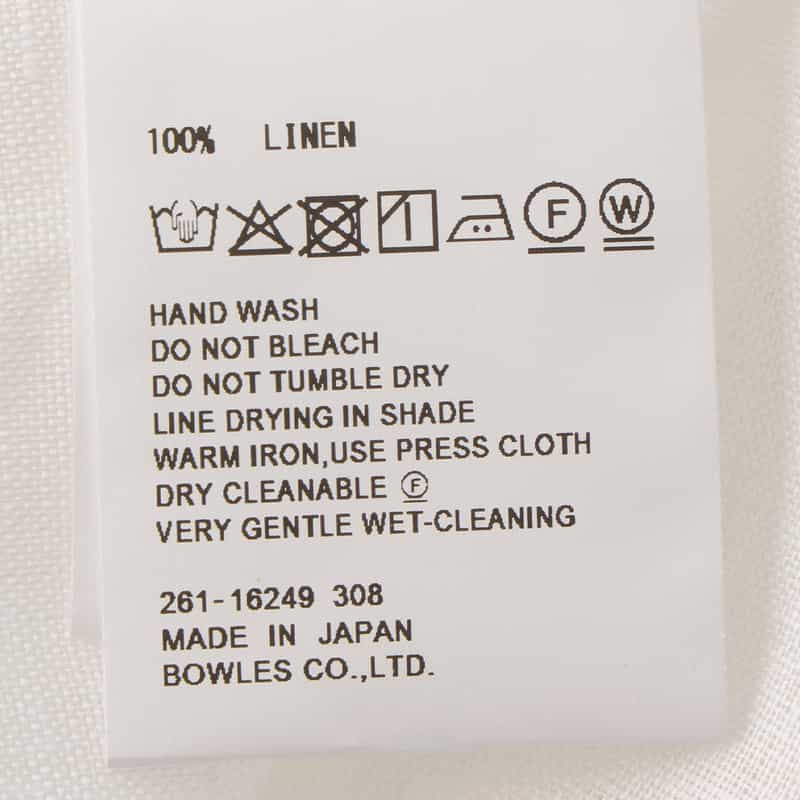 100% LINEN
F W
HAND WASH
DO NOT BLEACH
DO NOT TUMBLE DRY
LINE DRYING IN SHADE
WARM IRON,USE PRESS CLOTH
DRY CLEANABLE Ⓕ
VERY GENTLE WET-CLEANING
261-16249 308
MADE IN JAPAN
BOWLES CO.,LTD.